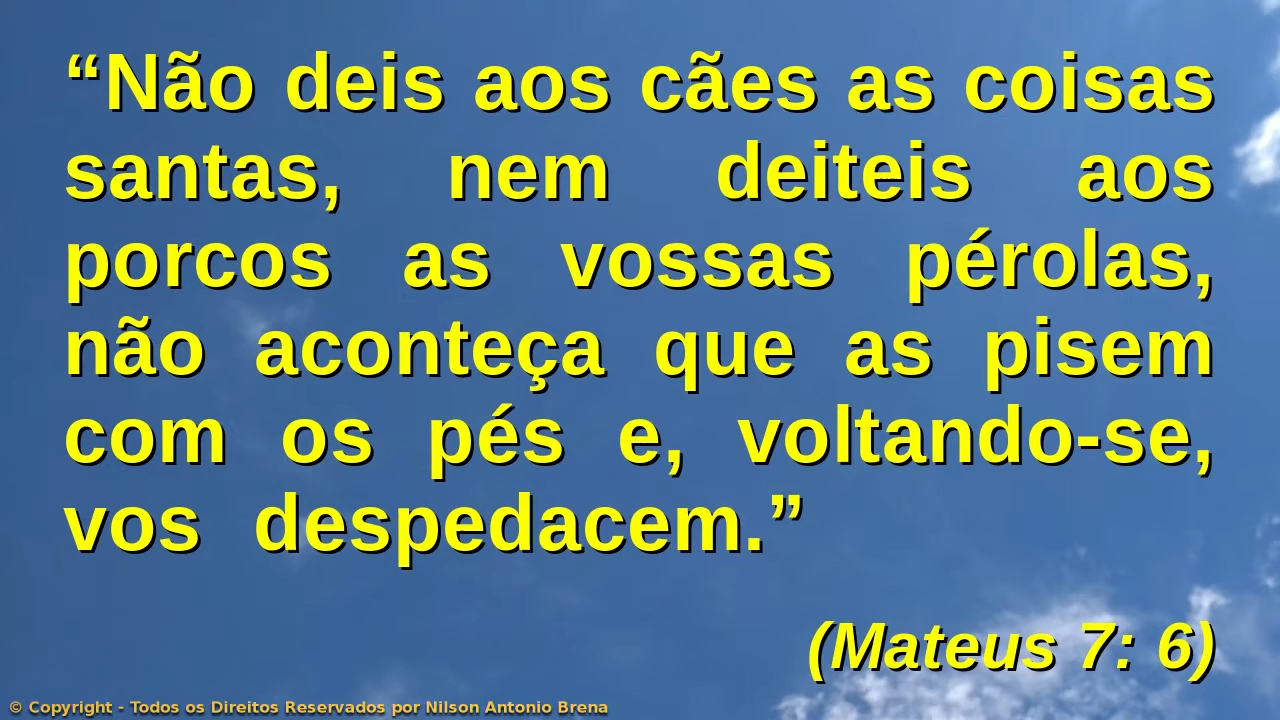 “Não deis aos cães as coisas
santas, nem deiteis aos
porcos as vossas pérolas,
não aconteça que as pisem
com os pés e, voltando-se,
vos despedacem.”
(Mateus 7: 6)
© Copyright - Todos os Direitos Reservados por Nilson Antonio Brena